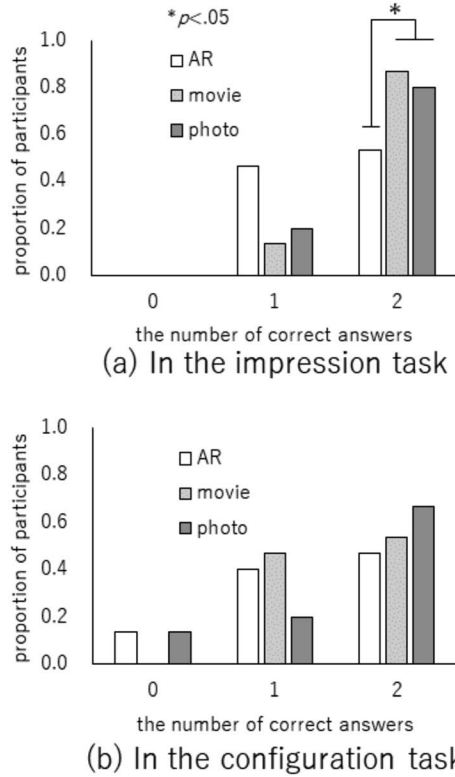 *p<.05
*
proportion of participants
1.0
0.8
0.6
0.4
0.2
0.0
AR
movie
photo
0 1 2
the number of correct answers
(a) In the impression task
proportion of participants
1.0
0.8
0.6
0.4
0.2
0.0
AR
movie
photo
0 1 2
the number of correct answers
(b) In the configuration task